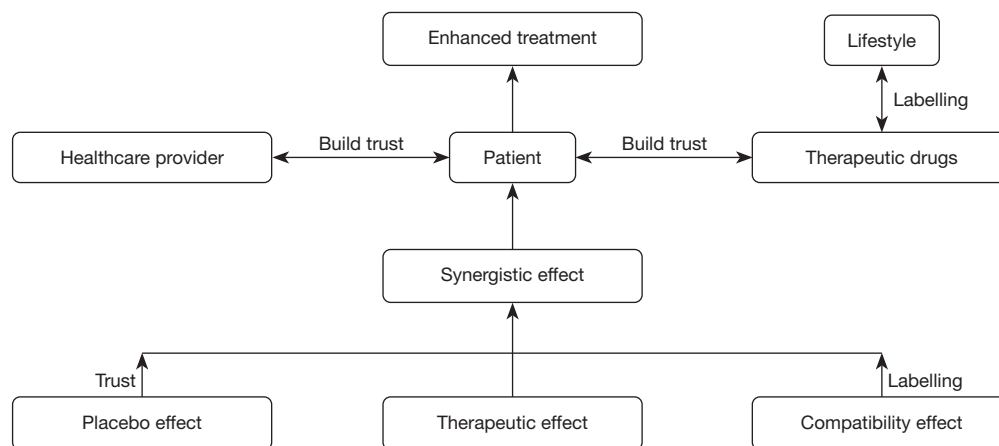 Enhanced treatment
Lifestyle
Labelling
Healthcare provider
Build trust
Patient
Build trust
Therapeutic drugs
Synergistic effect
Trust
Labelling
Placebo effect
Therapeutic effect
Compatibility effect